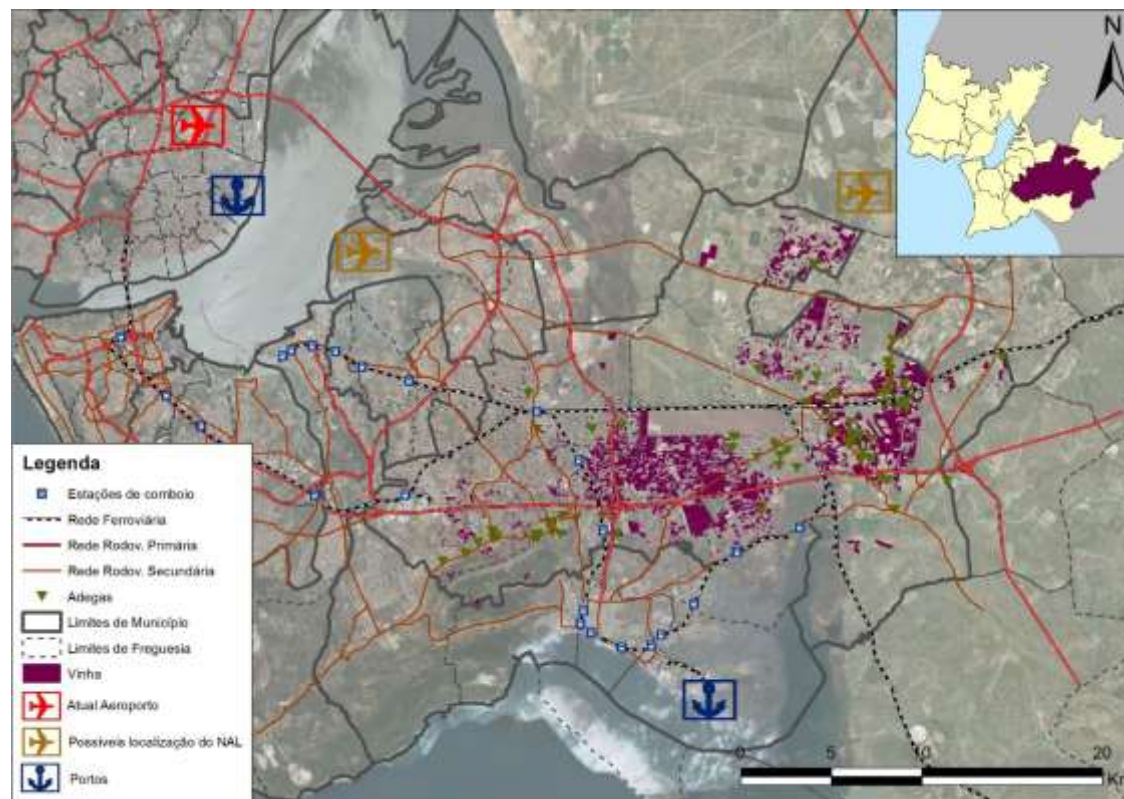 N
Legenda
Estações de comboio
Rede Ferroviária
Rede Rodov. Primária
Rede Rodov. Secundária
Adegas
Limites de Município
Limites de Freguesia
Vinha
Atual Aeroporto
Possíveis localização do NAL
Portos
0 5 10 20
Km